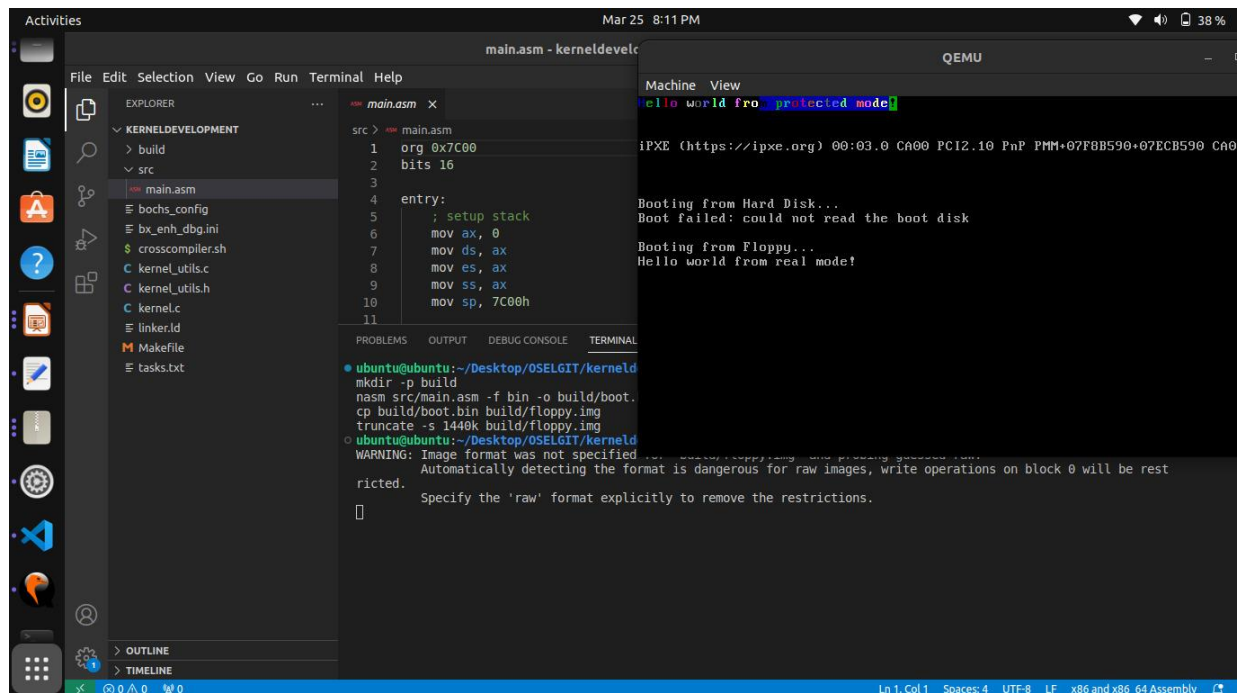 Activities
Mar 25 8:11 PM
38 %
main.asm - kerneldevelo
File Edit Selection View Go Run Terminal Help
EXPLORER
KERNELDEVELOPMENT
build
src
main.asm
bochs_config
bx_enh_dbg.ini
crosscompiler.sh
kernel_utils.c
kernel_utils.h
kernel.c
linker.ld
Makefile
tasks.txt
OUTLINE
TIMELINE
main.asm
src > main.asm
1 org 0x7C00
2 bits 16
3
4 entry:
5 ; setup stack
6 mov ax, 0
7 mov ds, ax
8 mov es, ax
9 mov ss, ax
10 mov sp, 7C00h
11
PROBLEMS OUTPUT DEBUG CONSOLE TERMINAL
ubuntu@ubuntu:~/Desktop/OSELGIT/kerneld
mkdir -p build
nasm src/main.asm -f bin -o build/boot.
cp build/boot.bin build/floppy.img
truncate -s 1440k build/floppy.img
ubuntu@ubuntu:~/Desktop/OSELGIT/kerneld
WARNING: Image format was not specified
Automatically detecting the format is dangerous for raw images, write operations on block 0 will be rest
ricted.
Specify the 'raw' format explicitly to remove the restrictions.
QEMU
Machine View
ello world fro protected mode!
iPXE (https://ipxe.org) 00:03.0 CA00 PCI2.10 PnP PMM+07F8B590+07ECB590 CA0
Booting from Hard Disk...
Boot failed: could not read the boot disk
Booting from Floppy...
Hello world from real mode!
0 0 0
Ln 1, Col 1 Spaces: 4 UTF-8 LF x86 and x86_64 Assembly